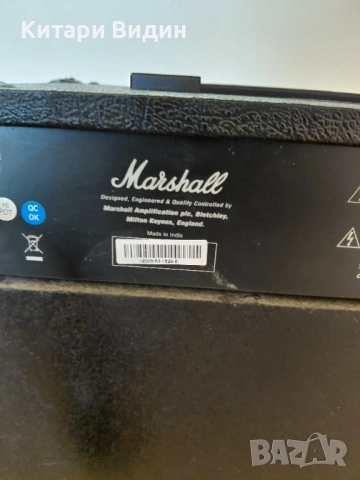 Китари Видин
Marshall
Designed, Engineered & Quality Controlled by
Marshall Amplification plc, Bletchley,
Milton Keynes, England.
Made in India
QC
OK
BAZAR